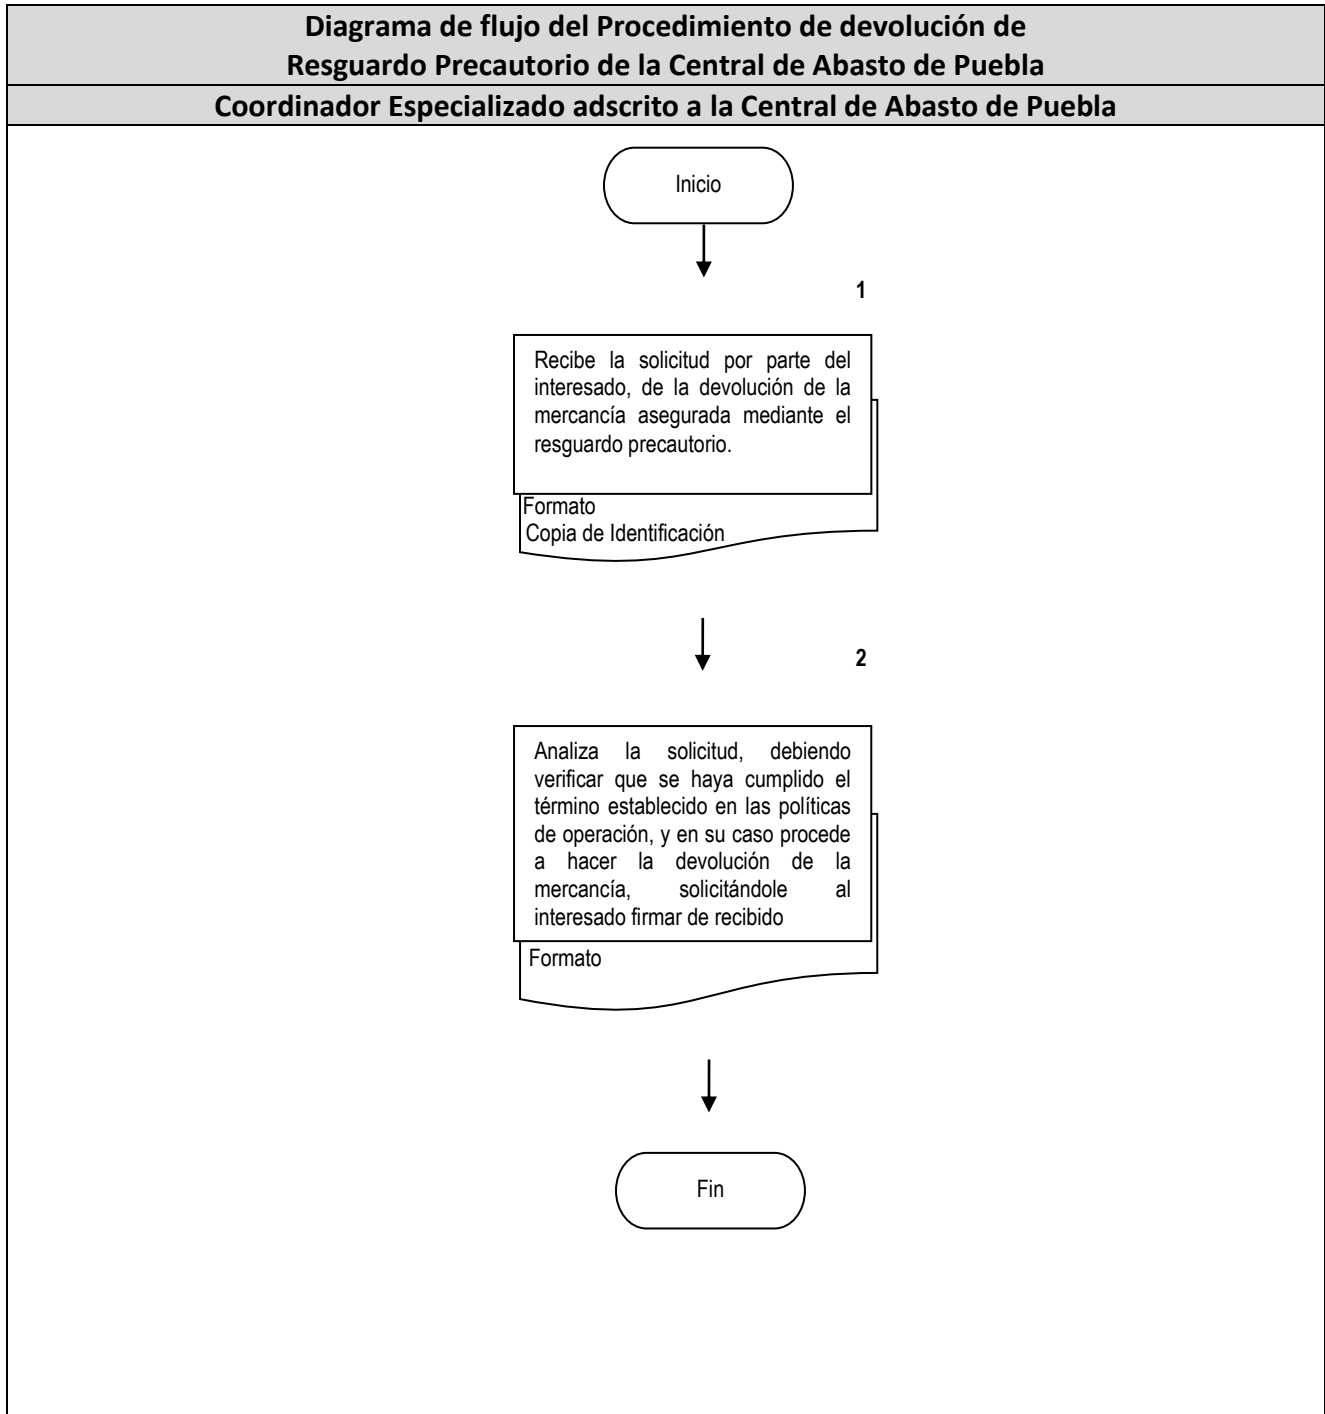 Diagrama de flujo del Procedimiento de devolución de
Resguardo Precautorio de la Central de Abasto de Puebla
Coordinador Especializado adscrito a la Central de Abasto de Puebla
Inicio
1
Recibe la solicitud por parte del
interesado, de la devolución de la
mercancía asegurada mediante el
resguardo precautorio.
Formato
Copia de Identificación
2
Analiza la solicitud, debiendo
verificar que se haya cumplido el
término establecido en las políticas
de operación, y en su caso procede
a hacer la devolución de la
mercancía, solicitándole al
interesado firmar de recibido
Formato
Fin